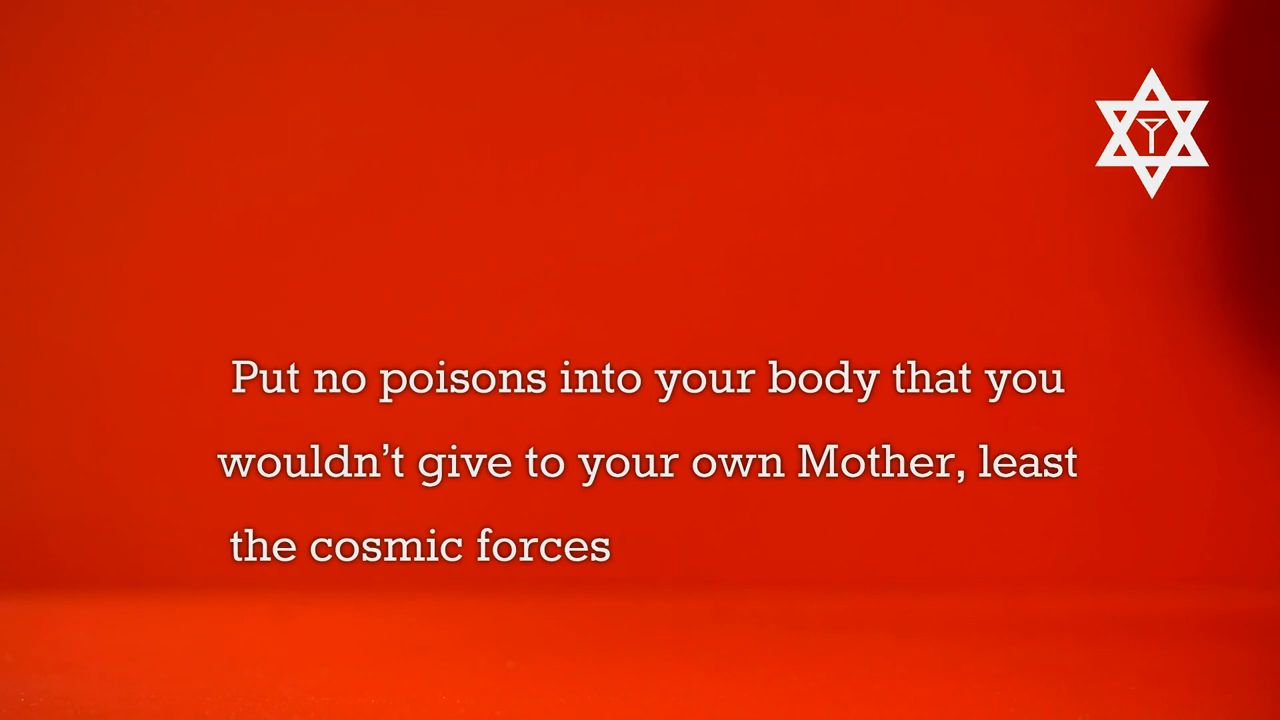 Put no poisons into your body that you
wouldn’t give to your own Mother, least
the cosmic forces